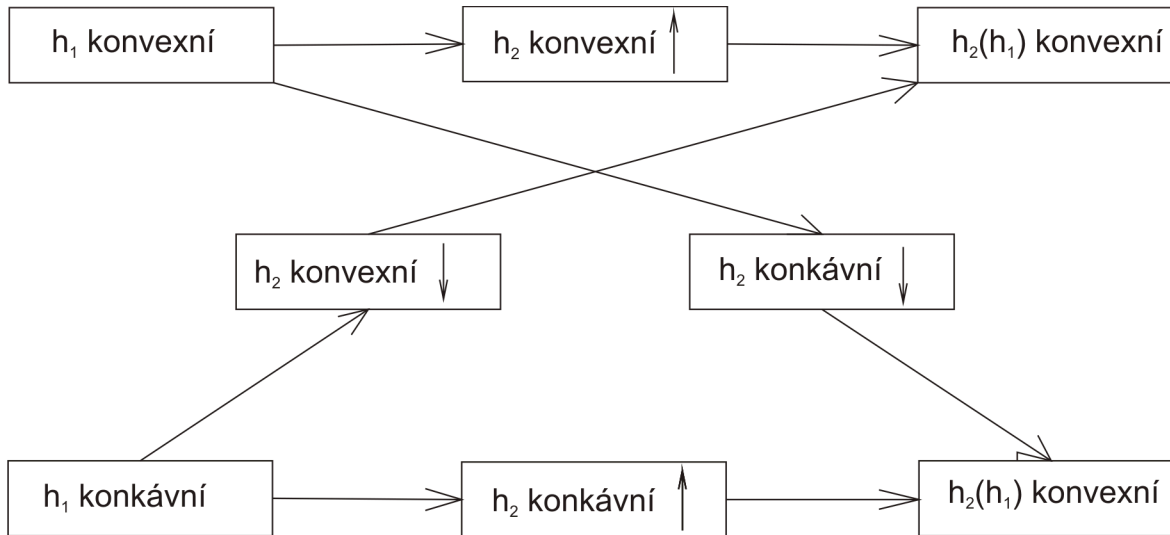 h₁ konvexní
h₂ konvexní
h₂(h₁) konvexní
h₂ konvexní
h₂ konkávní
h₁ konkávní
h₂ konkávní
h₂(h₁) konvexní